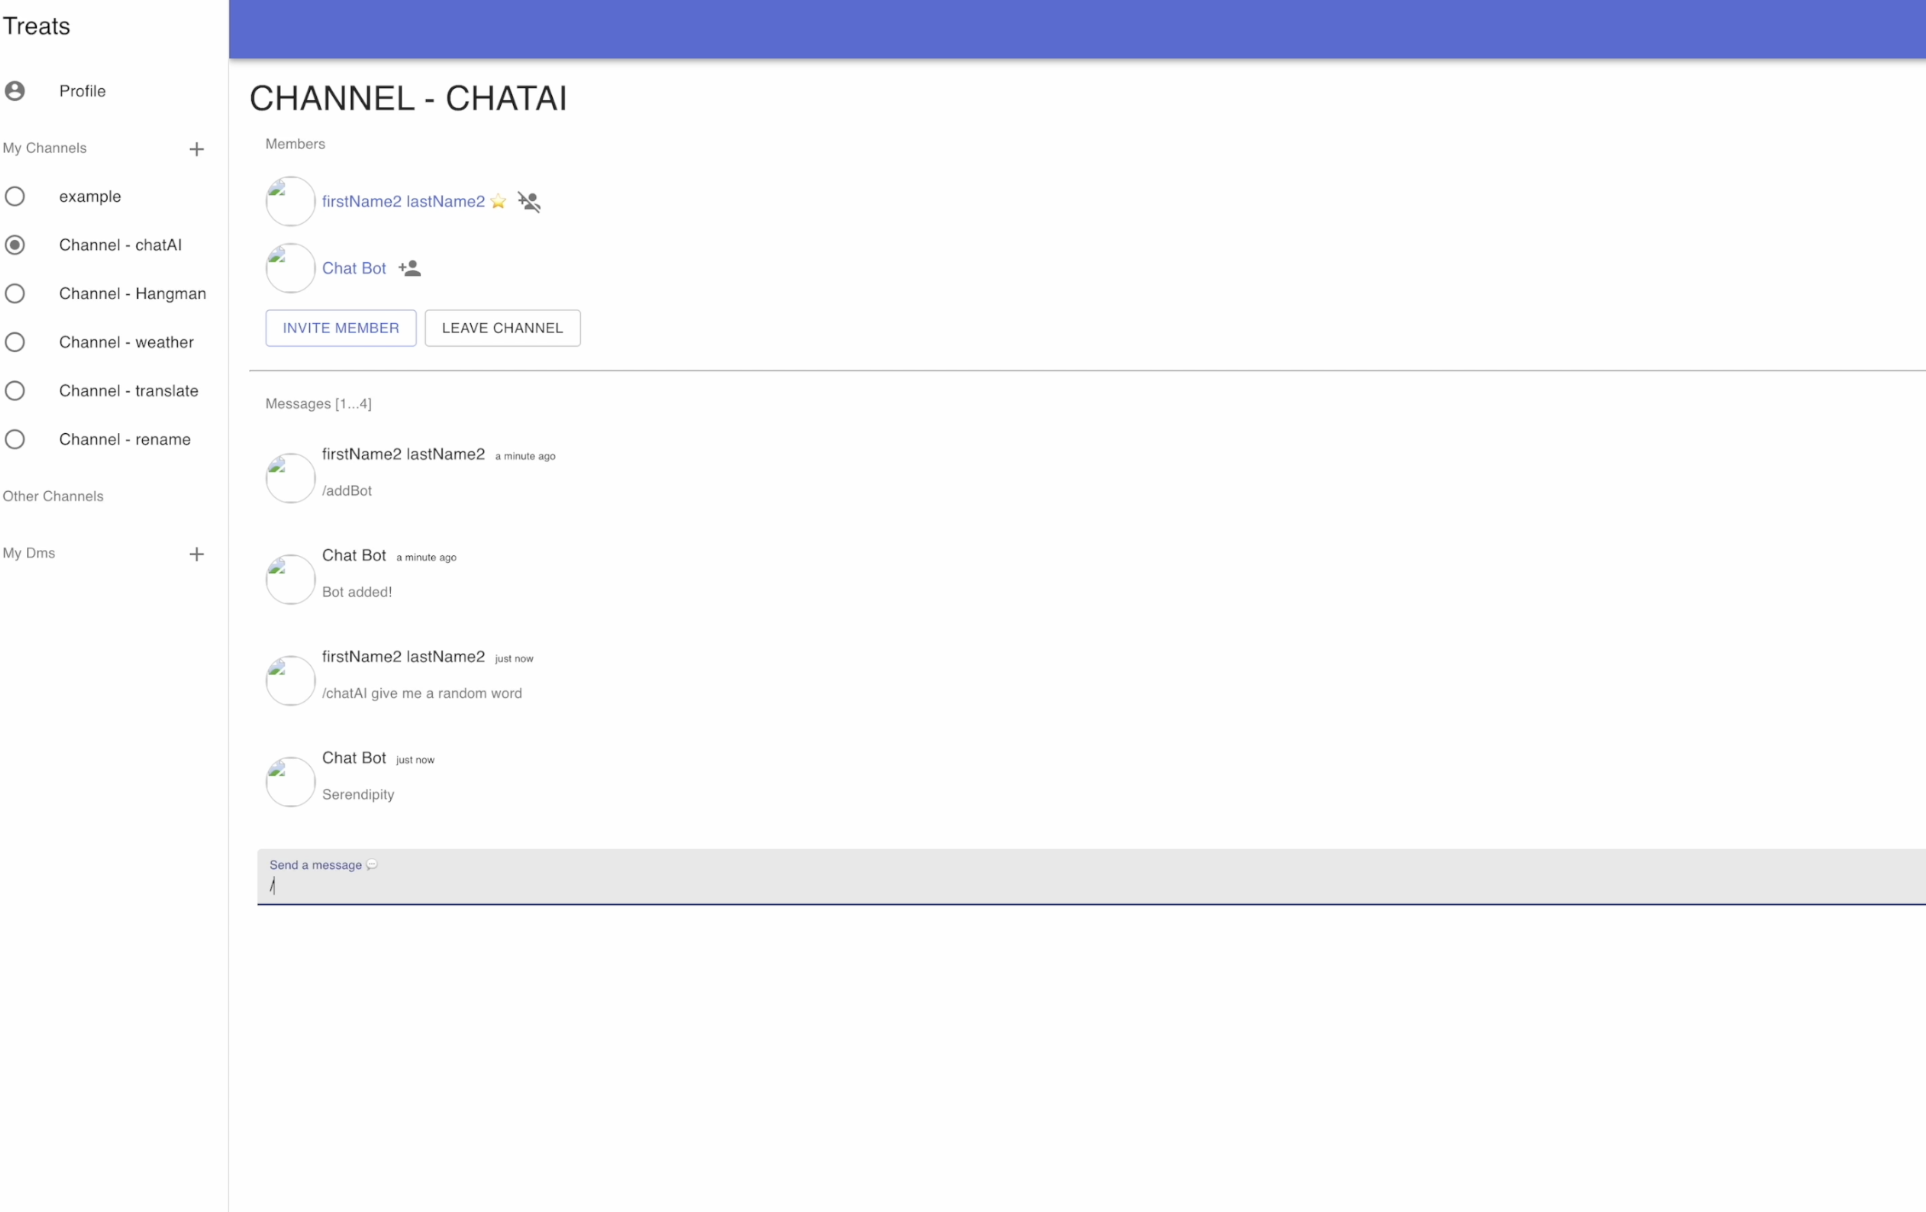 Treats
Profile
My Channels
example
Channel - chatAI
Channel - Hangman
Channel - weather
Channel - translate
Channel - rename
Other Channels
My Dms
CHANNEL - CHATAI
Members
firstName2 lastName2
Chat Bot
INVITE MEMBER
LEAVE CHANNEL
Messages [1...4]
firstName2 lastName2 a minute ago
/addBot
Chat Bot a minute ago
Bot added!
firstName2 lastName2 just now
/chatAI give me a random word
Chat Bot just now
Serendipity
Send a message
/